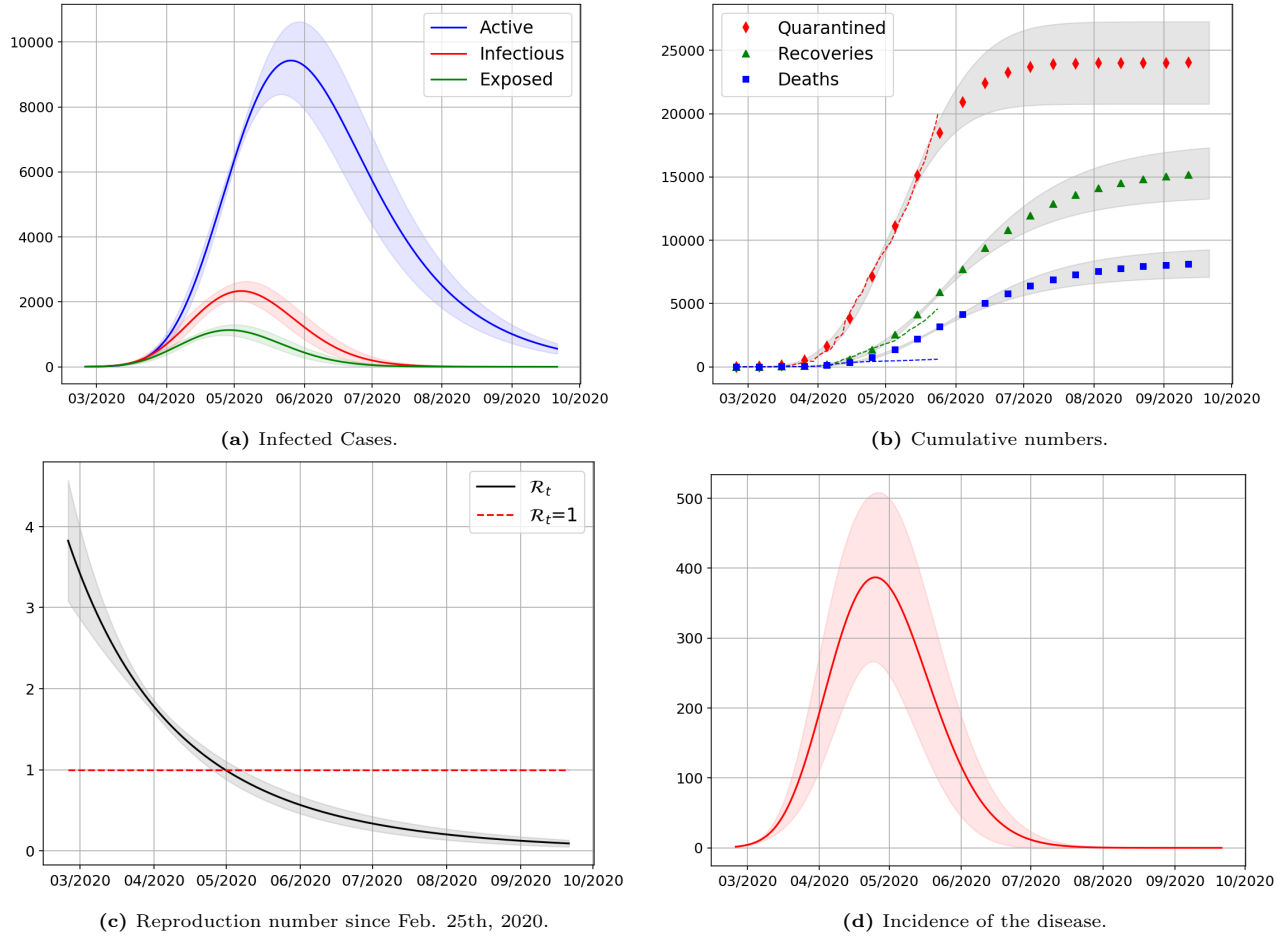 Active
Infectious
Exposed
10000
8000
6000
4000
2000
0
03/2020 04/2020 05/2020 06/2020 07/2020 08/2020 09/2020 10/2020
(a) Infected Cases.
Quarantined
Recoveries
Deaths
25000
20000
15000
10000
5000
0
03/2020 04/2020 05/2020 06/2020 07/2020 08/2020 09/2020 10/2020
(b) Cumulative numbers.
ℛₜ
ℛₜ=1
4
3
2
1
0
03/2020 04/2020 05/2020 06/2020 07/2020 08/2020 09/2020 10/2020
(c) Reproduction number since Feb. 25th, 2020.
500
400
300
200
100
0
03/2020 04/2020 05/2020 06/2020 07/2020 08/2020 09/2020 10/2020
(d) Incidence of the disease.